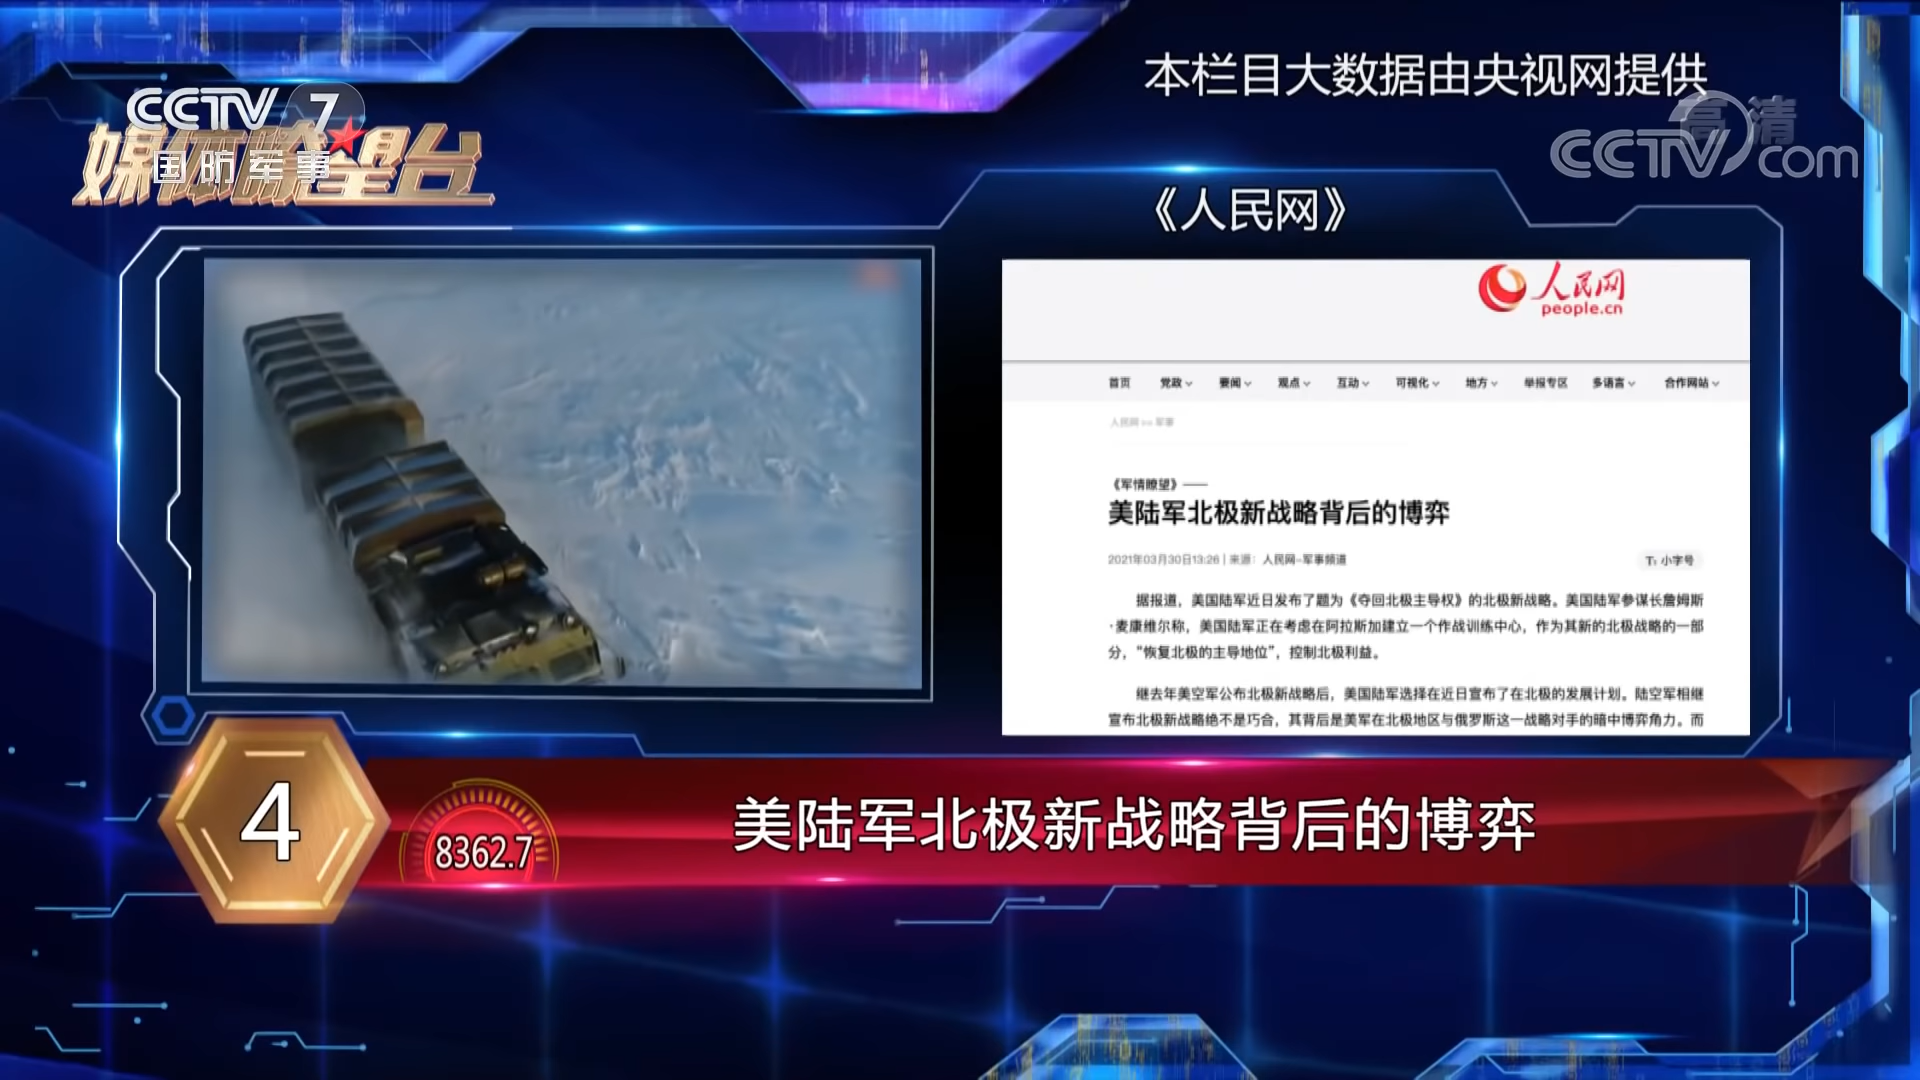 本栏目大数据由央视网提供
CCTV 7
国防军事
媒体瞭望台
高清
CCTV.com
《人民网》
人民网
people.cn
首页 党政 要闻 观点 互动 可视化 地方 举报专区 多语言 合作网站
人民网 >> 军事
《军情瞭望》——
美陆军北极新战略背后的博弈
2021年03月30日13:26 | 来源：人民网-军事频道
小字号
据报道，美国陆军近日发布了题为《夺回北极主导权》的北极新战略。美国陆军参谋长詹姆斯
·麦康维尔称，美国陆军正在考虑在阿拉斯加建立一个作战训练中心，作为其新的北极战略的一部
分，“恢复北极的主导地位”，控制北极利益。
继去年美空军公布北极新战略后，美国陆军选择在近日宣布了在北极的发展计划。陆空军相继
宣布北极新战略绝不是巧合，其背后是美军在北极地区与俄罗斯这一战略对手的暗中博弈角力。而
4
8362.7
美陆军北极新战略背后的博弈